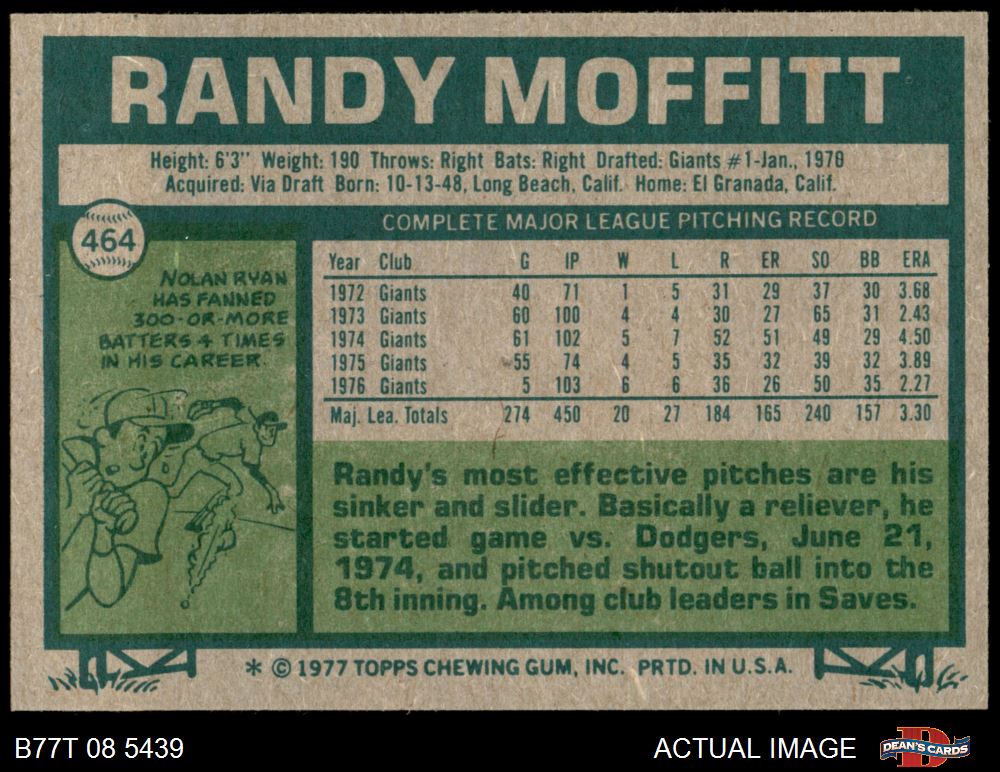 RANDY MOFFITT
Height: 6'3" Weight: 190 Throws: Right Bats: Right Drafted: Giants #1-Jan., 1970
Acquired: Via Draft Born: 10-13-48, Long Beach, Calif. Home: El Granada, Calif.
464
NOLAN RYAN
HAS FANNED
300-OR-MORE
BATTERS 4 TIMES
IN HIS CAREER.
COMPLETE MAJOR LEAGUE PITCHING RECORD
Year Club G IP W L R ER SO BB ERA
1972 Giants 40 71 1 5 31 29 37 30 3.68
1973 Giants 60 100 4 4 30 27 65 31 2.43
1974 Giants 61 102 5 7 52 51 49 29 4.50
1975 Giants 55 74 4 5 35 32 39 32 3.89
1976 Giants 5 103 6 6 36 26 50 35 2.27
Maj. Lea. Totals 274 450 20 27 184 165 240 157 3.30
Randy's most effective pitches are his
sinker and slider. Basically a reliever, he
started game vs. Dodgers, June 21,
1974, and pitched shutout ball into the
8th inning. Among club leaders in Saves.
* © 1977 TOPPS CHEWING GUM, INC. PRTD. IN U.S.A.
B77T 08 5439
ACTUAL IMAGE
D
DEAN'S CARDS